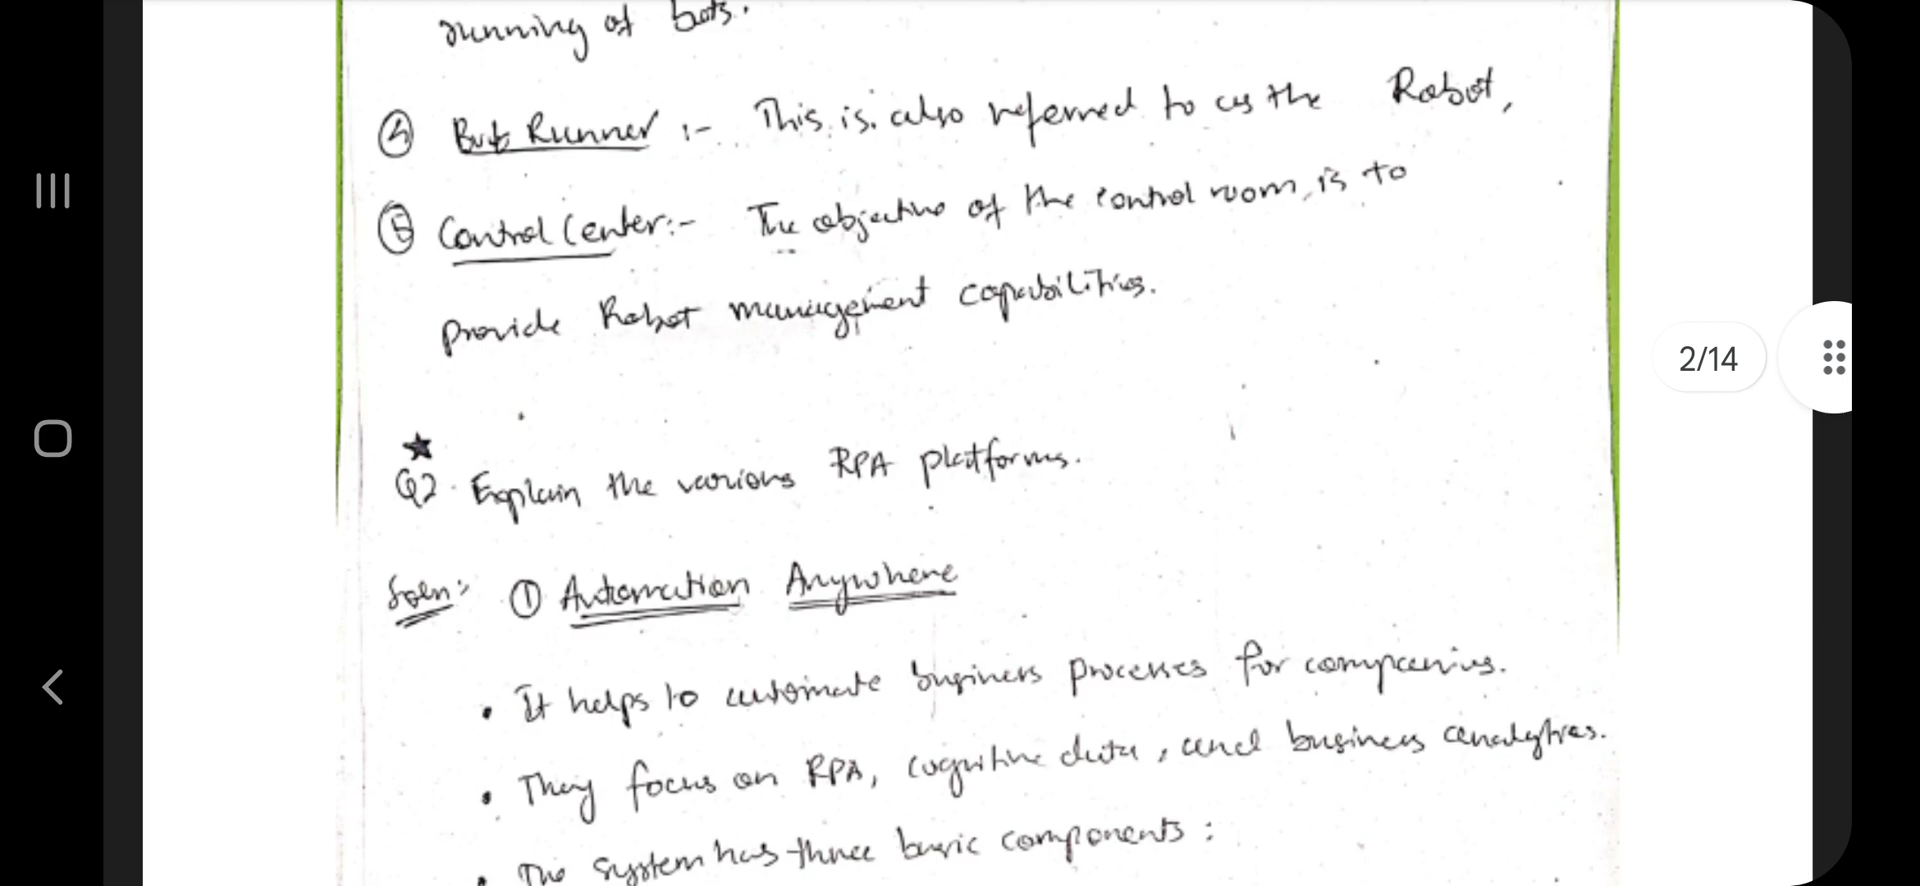 running of bots.
④ Bot Runner :- This is also referred to as the Robot,
⑤ Control Center:- The objective of the control room is to
provide Robot management capabilities.
2/14
★
Q2. Explain the various RPA platforms.
Soln: ① Automation Anywhere
• It helps to automate business processes for companies.
• They focus on RPA, cognitive data, and business analytics.
• The system has three basic components :